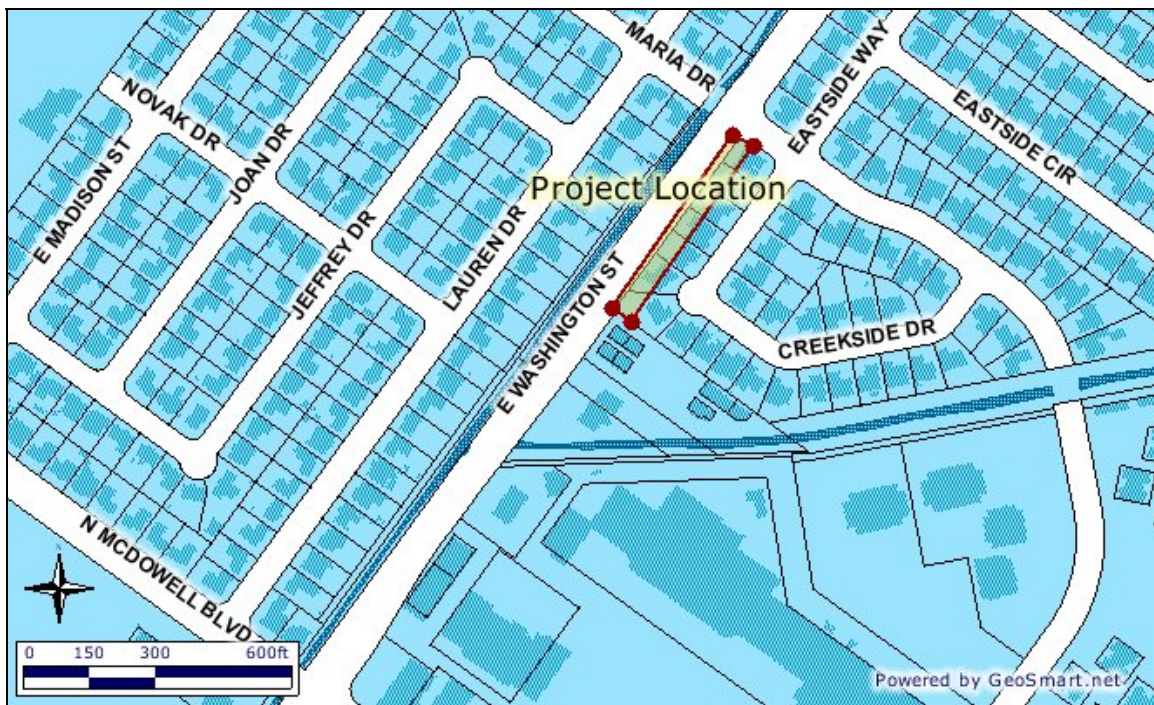 MARIA DR
EASTSIDE WAY
NOVAK DR
EASTSIDE CIR
E MADISON ST
JOAN DR
Project Location
JEFFREY DR
LAUREN DR
E WASHINGTON ST
CREEKSIDE DR
N MCDOWELL BLVD
0 150 300 600ft
Powered by GeoSmart.net